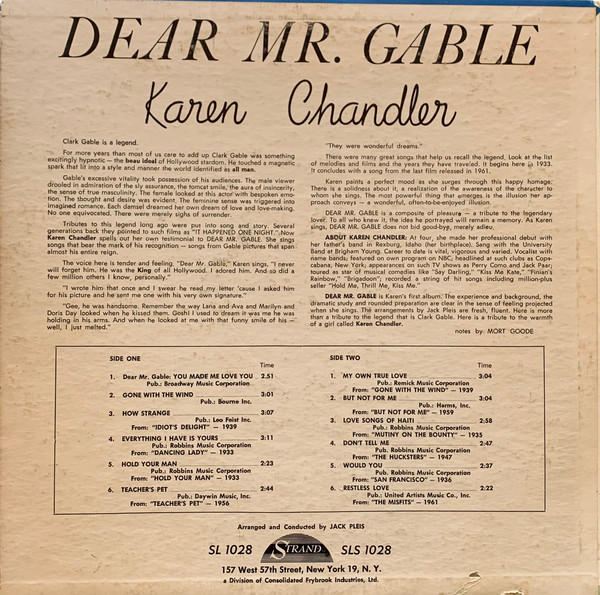 DEAR MR. GABLE
Karen Chandler
Clark Gable is a legend.
For more years than most of us care to add up Clark Gable was something
excitingly hypnotic — the beau ideal of Hollywood stardom. He touched a magnetic
spark that lit into a style and manner the world identified as all man.
Gable's excessive vitality took possession of his audiences. The male viewer
drooled in admiration of the sly assurance, the tomcat smile, the aura of insincerity,
the sense of true masculinity. The female looked at this actor with bespoken emo-
tion. The thought and desire was evident. The feminine sense was triggered into
imagined romance. Each damsel dreamed her own dream of love and love-making.
No one equivocated. There were merely sighs of surrender.
Tributes to this legend long ago were put into song and story. Several
generations back they pointed to such films as "IT HAPPENED ONE NIGHT." Now
Karen Chandler spells out her own testimonial to DEAR MR. GABLE. She sings
songs that bear the mark of his recognition — songs from Gable pictures that span
almost his entire reign.
The voice here is tender and feeling. "Dear Mr. Gable," Karen sings, "I never
will forget him. He was the King of all Hollywood. I adored him. And so did a
few million others I know, personally."
"I wrote him that once and I swear he read my letter 'cause I asked him
for his picture and he sent me one with his very own signature."
"Gee, he was handsome. Remember the way Lana and Ava and Marilyn and
Doris Day looked when he kissed them. Gosh! I used to dream it was me he was
holding in his arms. And when he looked at me with that funny smile of his —
well, I just melted."
"They were wonderful dreams."
There were many great songs that help us recall the legend. Look at the list
of melodies and films and the years they have traveled. It begins here in 1933.
It concludes with a song from the last film released in 1961.
Karen paints a perfect mood as she surges through this happy homage.
There is a solidness about it, a realization of the awareness of the character to
whom she sings. The most powerful thing that emerges is the illusion her ap-
proach conveys — a wonderful, often-to-be-enjoyed illusion.
DEAR MR. GABLE is a composite of pleasure — a tribute to the legendary
lover. To all who knew it, the idea he portrayed will remain a memory. As Karen
sings, DEAR MR. GABLE does not bid good-bye, merely adieu.
ABOUT KAREN CHANDLER: At four, she made her professional debut with
her father's band in Rexburg, Idaho (her birthplace). Sang with the University
Band at Brigham Young. Career to date is vital, vigorous and varied. Vocalist with
name bands; featured on own program on NBC; headlined at such clubs as Copa-
cabana, New York, appearances on such TV shows as Perry Como and Jack Paar;
toured as star of musical comedies like "Say Darling," "Kiss Me Kate," "Finian's
Rainbow," "Brigadoon"; recorded a string of hit songs including million-plus
seller "Hold Me, Thrill Me, Kiss Me."
DEAR MR. GABLE is Karen's first album. The experience and background, the
dramatic study and rounded preparation are clear in the sense of feeling projected
when she sings. The arrangements by Jack Pleis are fresh, fluent. Here is more
than a tribute to the legend that is Clark Gable. Here is a tribute to the warmth
of a girl called Karen Chandler.
notes by: MORT GOODE
SIDE ONE
Time
1. Dear Mr. Gable: YOU MADE ME LOVE YOU 2:51
Pub.: Broadway Music Corporation
2. GONE WITH THE WIND 3:01
Pub.: Bourne Inc.
3. HOW STRANGE 3:07
Pub.: Leo Feist Inc.
From: "IDIOT'S DELIGHT" — 1939
4. EVERYTHING I HAVE IS YOURS 3:11
Pub.: Robbins Music Corporation
From: "DANCING LADY" — 1933
5. HOLD YOUR MAN 2:23
Pub.: Robbins Music Corporation
From: "HOLD YOUR MAN" — 1933
6. TEACHER'S PET 2:44
Pub.: Daywin Music, Inc.
From: "TEACHER'S PET" — 1956
SIDE TWO
Time
1. MY OWN TRUE LOVE 3:04
Pub.: Remick Music Corporation
From: "GONE WITH THE WIND" — 1939
2. BUT NOT FOR ME 3:04
Pub.: Harms, Inc.
From: "BUT NOT FOR ME" — 1959
3. LOVE SONGS OF HAITI 2:58
Pub.: Robbins Music Corporation
From: "MUTINY ON THE BOUNTY" — 1935
4. DON'T TELL ME 2:47
Pub. Robbins Music Corporation
From: "THE HUCKSTERS" — 1947
5. WOULD YOU 2:37
Pub. Robbins Music Corporation
From: "SAN FRANCISCO" — 1936
6. RESTLESS LOVE 2:22
Pub.: United Artists Music Co., Inc.
From: "THE MISFITS" — 1961
Arranged and Conducted by JACK PLEIS
SL 1028 STRAND SLS 1028
157 West 57th Street, New York 19, N. Y.
a Division of Consolidated Frybrook Industries, Ltd.